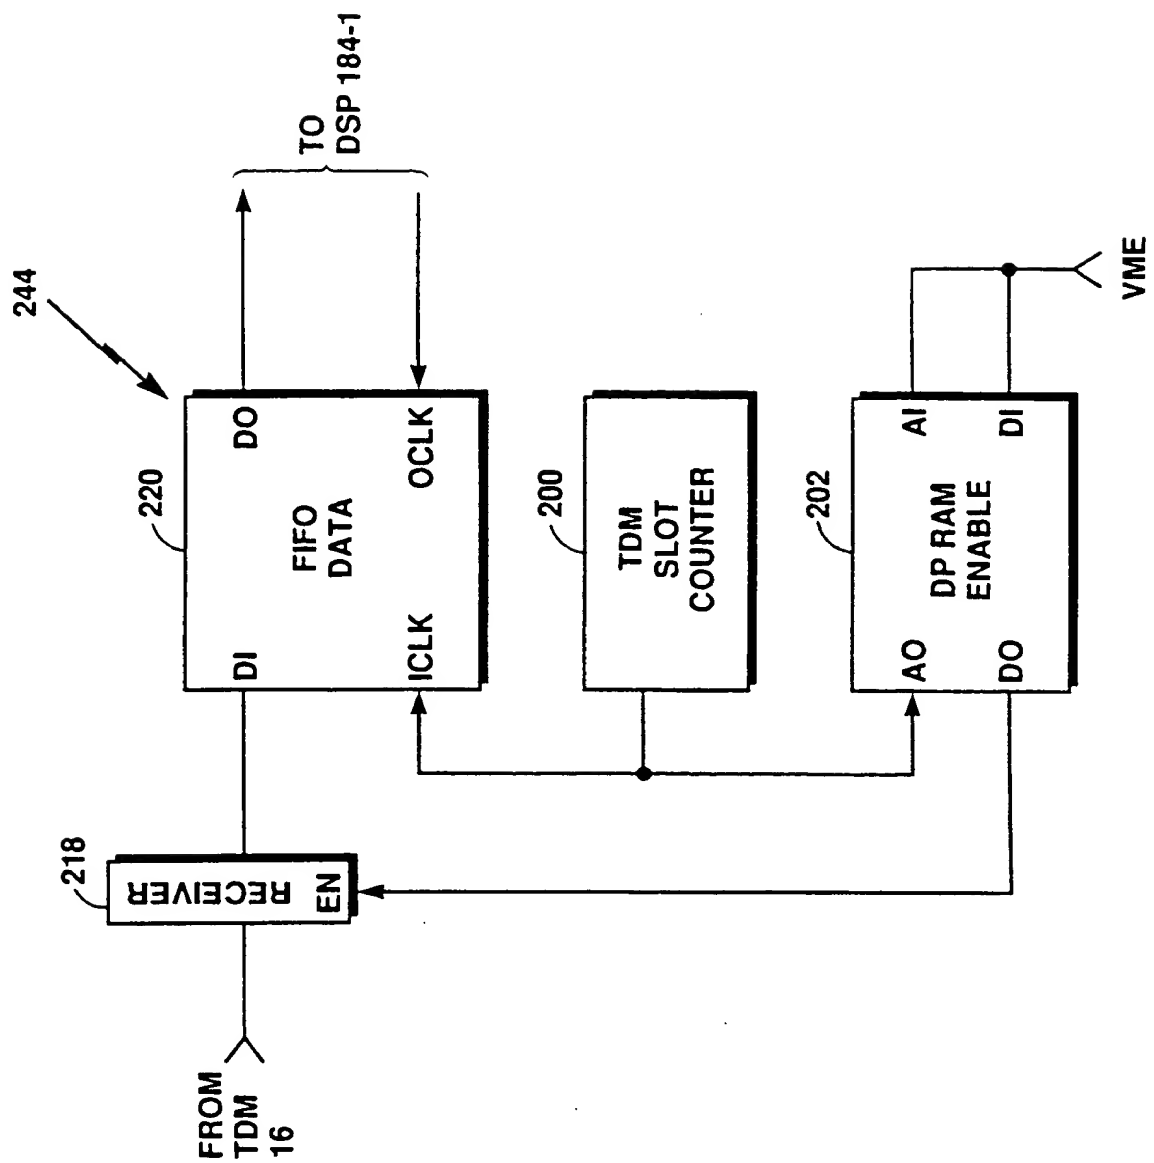 244
FROM
TDM
16
218
RECEIVER
EN
220
DI
DO
FIFO
DATA
ICLK
OCLK
TO
DSP 184-1
200
TDM
SLOT
COUNTER
202
AO
AI
DP RAM
ENABLE
DO
DI
VME